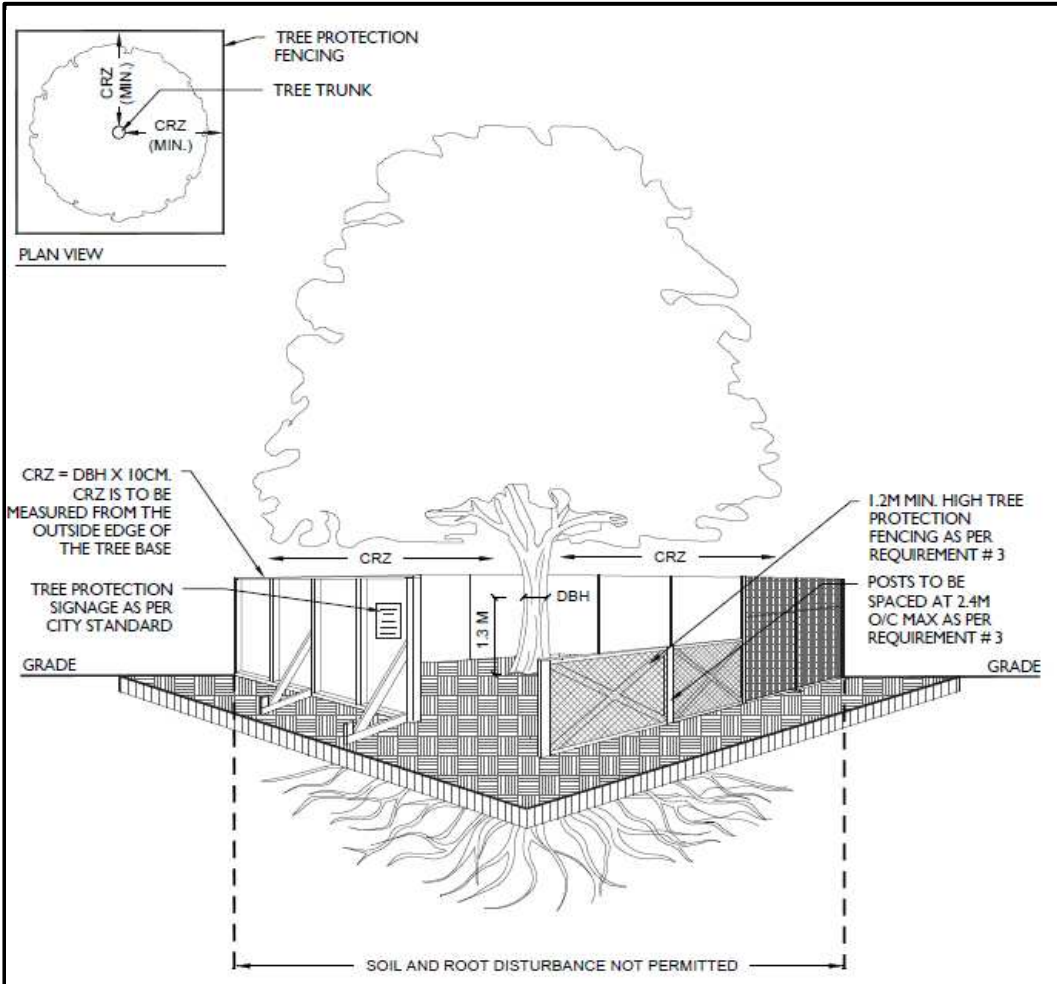 TREE PROTECTION
FENCING
TREE TRUNK
CRZ
(MIN.)
CRZ
(MIN.)
PLAN VIEW
CRZ = DBH X 10CM.
CRZ IS TO BE
MEASURED FROM THE
OUTSIDE EDGE OF
THE TREE BASE
TREE PROTECTION
SIGNAGE AS PER
CITY STANDARD
GRADE
CRZ
CRZ
DBH
1.3 M
1.2M MIN. HIGH TREE
PROTECTION
FENCING AS PER
REQUIREMENT # 3
POSTS TO BE
SPACED AT 2.4M
O/C MAX AS PER
REQUIREMENT # 3
GRADE
SOIL AND ROOT DISTURBANCE NOT PERMITTED